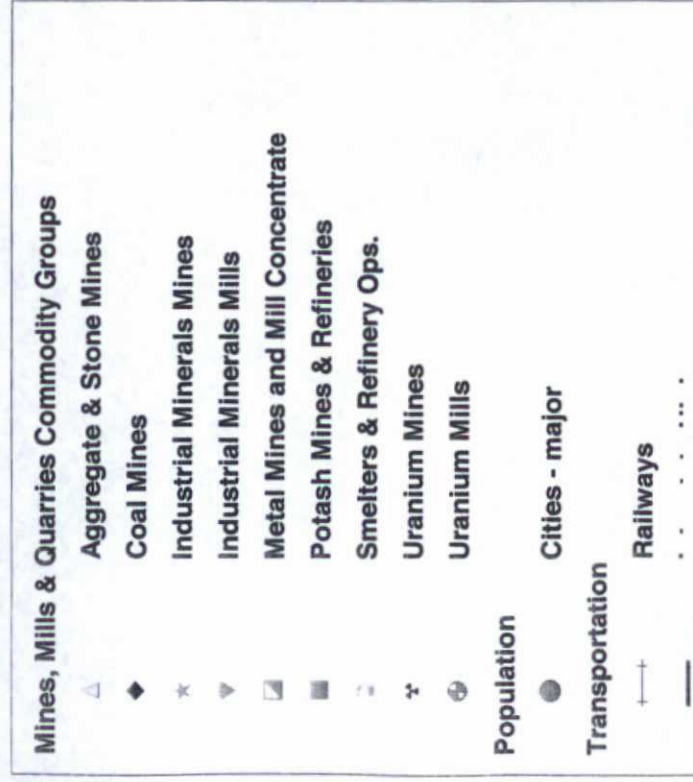 Mines, Mills & Quarries Commodity Groups
Aggregate & Stone Mines
Coal Mines
Industrial Minerals Mines
Industrial Minerals Mills
Metal Mines and Mill Concentrate
Potash Mines & Refineries
Smelters & Refinery Ops.
Uranium Mines
Uranium Mills
Population
Cities - major
Transportation
Railways